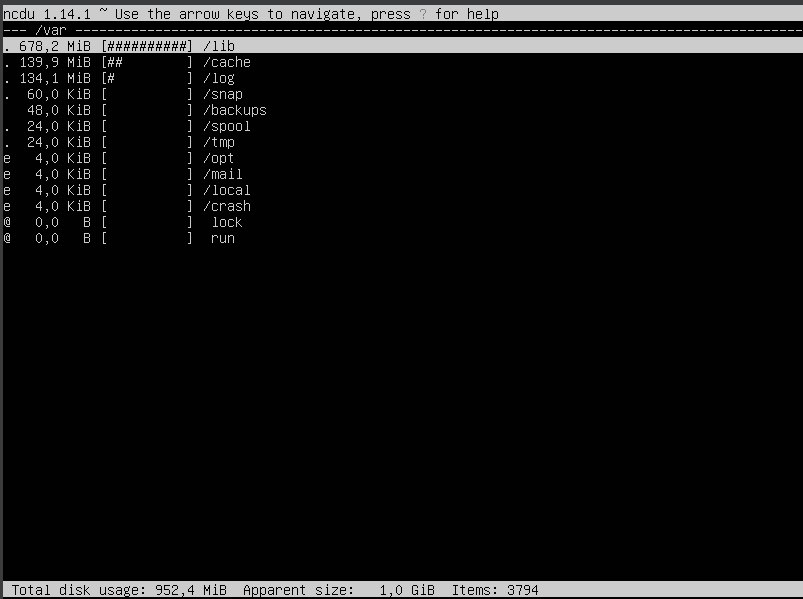 ncdu 1.14.1 ~ Use the arrow keys to navigate, press ? for help
--- /var ----------------------------------------------------------------------------------------
. 678,2 MiB [##########] /lib
. 139,9 MiB [##        ] /cache
. 134,1 MiB [#         ] /log
.  60,0 KiB [          ] /snap
   48,0 KiB [          ] /backups
.  24,0 KiB [          ] /spool
.  24,0 KiB [          ] /tmp
e   4,0 KiB [          ] /opt
e   4,0 KiB [          ] /mail
e   4,0 KiB [          ] /local
e   4,0 KiB [          ] /crash
@   0,0   B [          ]  lock
@   0,0   B [          ]  run
Total disk usage: 952,4 MiB  Apparent size:   1,0 GiB  Items: 3794